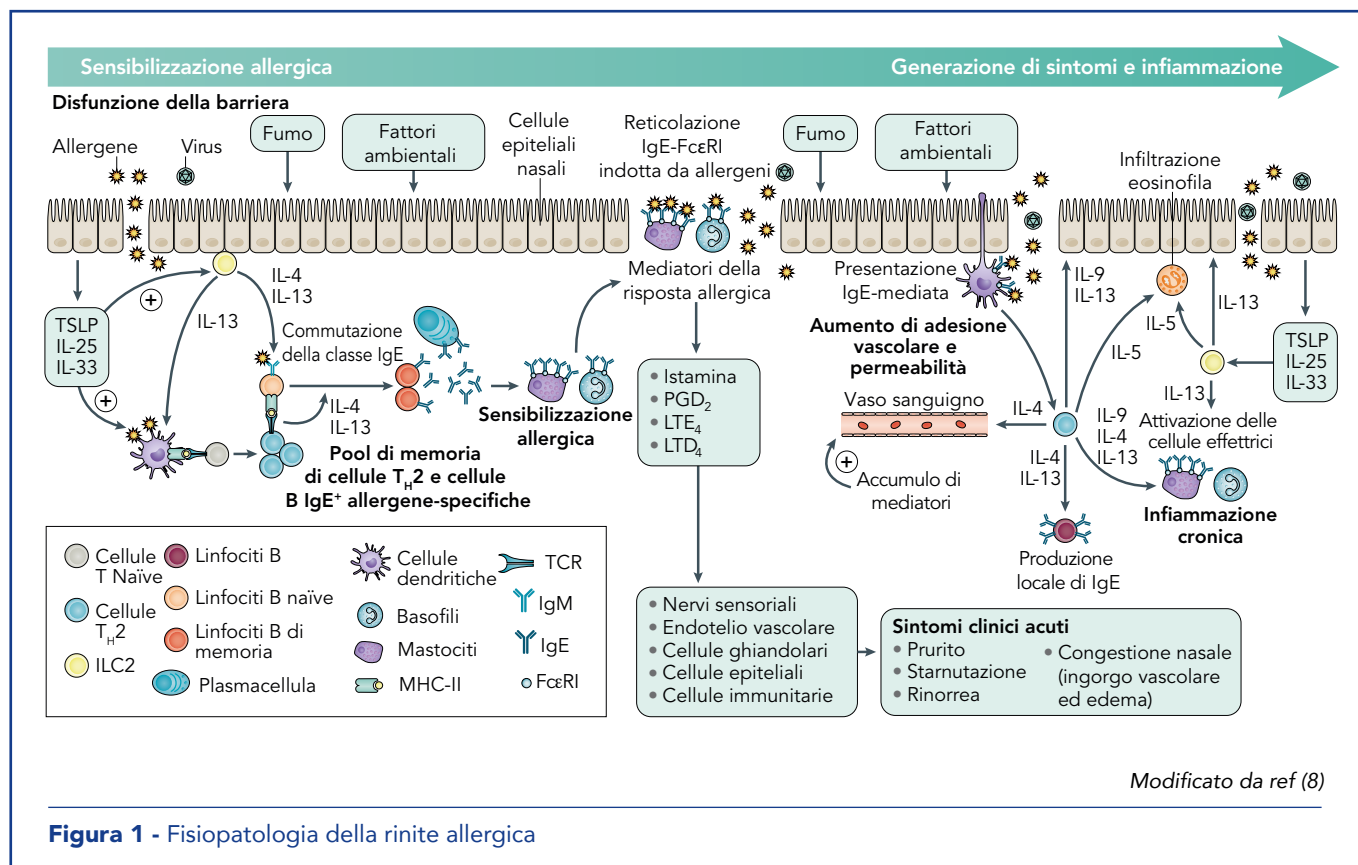 Sensibilizzazione allergica
Generazione di sintomi e infiammazione
Disfunzione della barriera
Allergene
Virus
Fumo
Fattori
ambientali
Cellule
epiteliali
nasali
Reticolazione
IgE-FcεRI
indotta da allergeni
Fumo
Fattori
ambientali
Infiltrazione
eosinofila
TSLP
IL-25
IL-33
+
+
IL-13
IL-4
IL-13
Commutazione
della classe IgE
IL-4
IL-13
Pool di memoria
di cellule TH2 e cellule
B IgE+ allergene-specifiche
Sensibilizzazione
allergica
Mediatori della
risposta allergica
• Istamina
• PGD2
• LTE4
• LTD4
Presentazione
IgE-mediata
Aumento di adesione
vascolare e
permeabilità
Vaso sanguigno
+
Accumulo di
mediatori
IL-4
IL-9
IL-13
IL-5
IL-5
IL-13
IL-13
TSLP
IL-25
IL-33
Attivazione delle
cellule effettrici
IL-9
IL-4
IL-13
IL-4
IL-13
Infiammazione
cronica
Produzione
locale di IgE
Cellule
T Naïve
Cellule
TH2
ILC2
Linfociti B
Linfociti B naïve
Linfociti B di
memoria
Plasmacellula
Cellule
dendritiche
Basofili
Mastociti
MHC-II
TCR
IgM
IgE
FcεRI
• Nervi sensoriali
• Endotelio vascolare
• Cellule ghiandolari
• Cellule epiteliali
• Cellule immunitarie
Sintomi clinici acuti
• Prurito
• Starnutazione
• Rinorrea
• Congestione nasale
(ingorgo vascolare
ed edema)
Modificato da ref (8)
Figura 1 - Fisiopatologia della rinite allergica